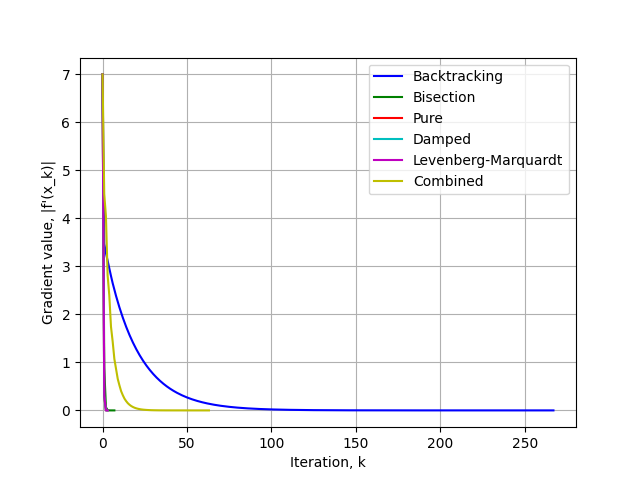 7
6
5
4
3
2
1
0
Gradient value, |f'(x_k)|
Backtracking
Bisection
Pure
Damped
Levenberg-Marquardt
Combined
0 50 100 150 200 250
Iteration, k